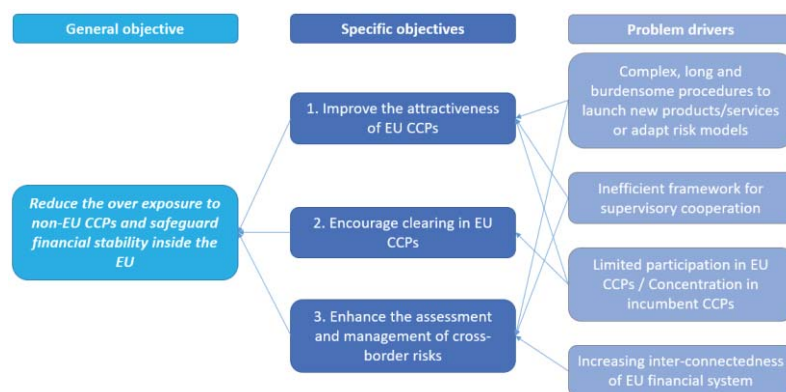 General objective
Specific objectives
Problem drivers
Reduce the over exposure to
non-EU CCPs and safeguard
financial stability inside the
EU
1. Improve the attractiveness
of EU CCPs
2. Encourage clearing in EU
CCPs
3. Enhance the assessment
and management of cross-
border risks
Complex, long and
burdensome procedures to
launch new products/services
or adapt risk models
Inefficient framework for
supervisory cooperation
Limited participation in EU
CCPs / Concentration in
incumbent CCPs
Increasing inter-connectedness
of EU financial system